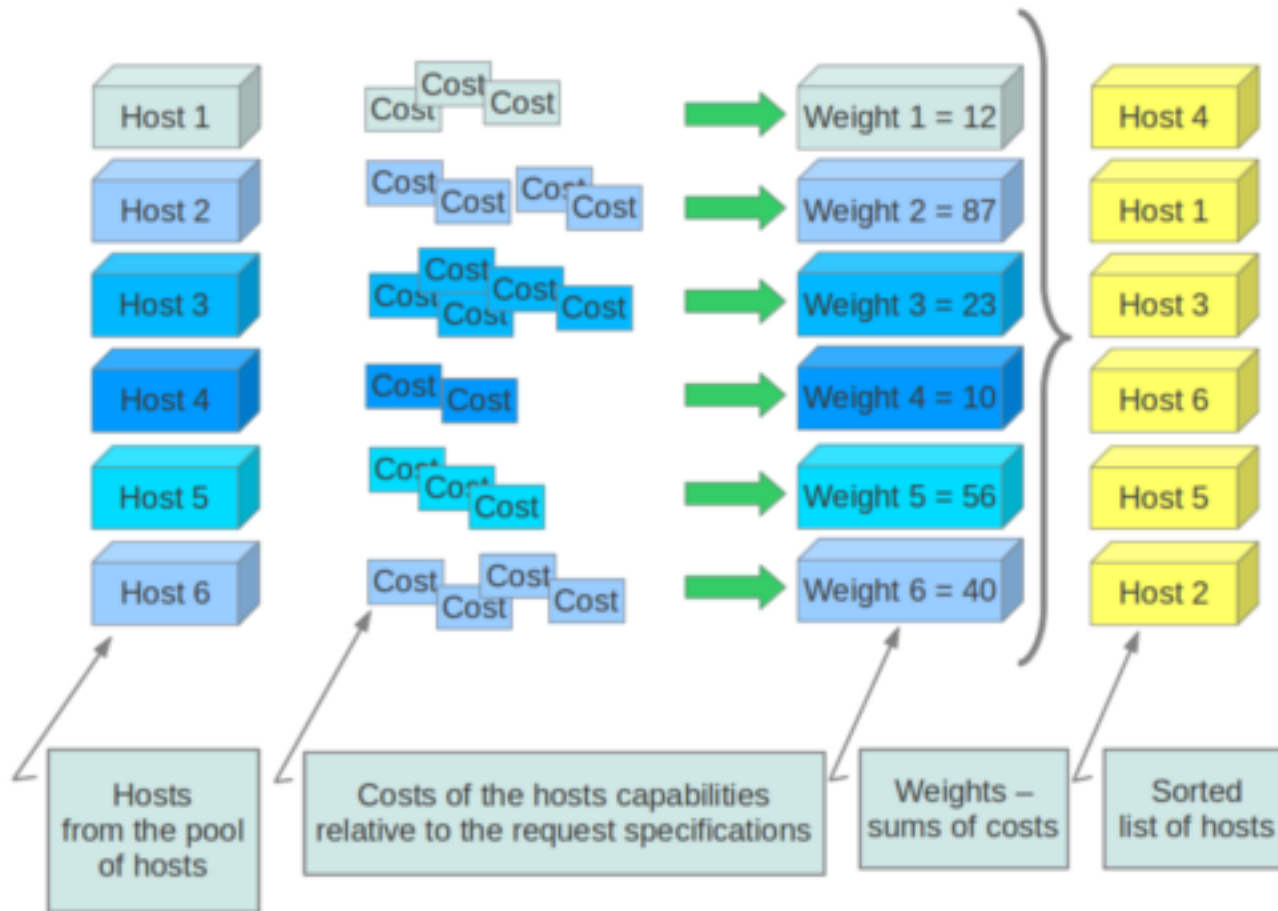 Host 1
Cost Cost Cost
Weight 1 = 12
Host 4
Host 2
Cost Cost Cost Cost
Weight 2 = 87
Host 1
Host 3
Cost Cost Cost Cost Cost
Weight 3 = 23
Host 3
Host 4
Cost Cost
Weight 4 = 10
Host 6
Host 5
Cost Cost Cost
Weight 5 = 56
Host 5
Host 6
Cost Cost Cost Cost
Weight 6 = 40
Host 2
Hosts
from the pool
of hosts
Costs of the hosts capabilities
relative to the request specifications
Weights –
sums of costs
Sorted
list of hosts